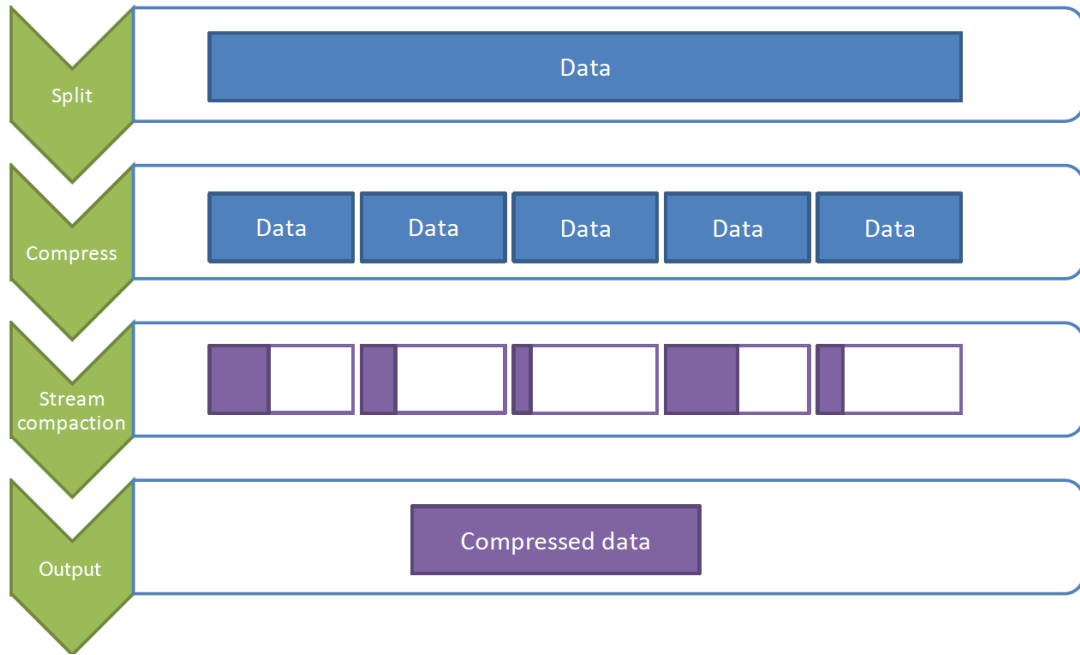 Split
Data
Compress
Data Data Data Data Data
Stream
compaction
Output
Compressed data